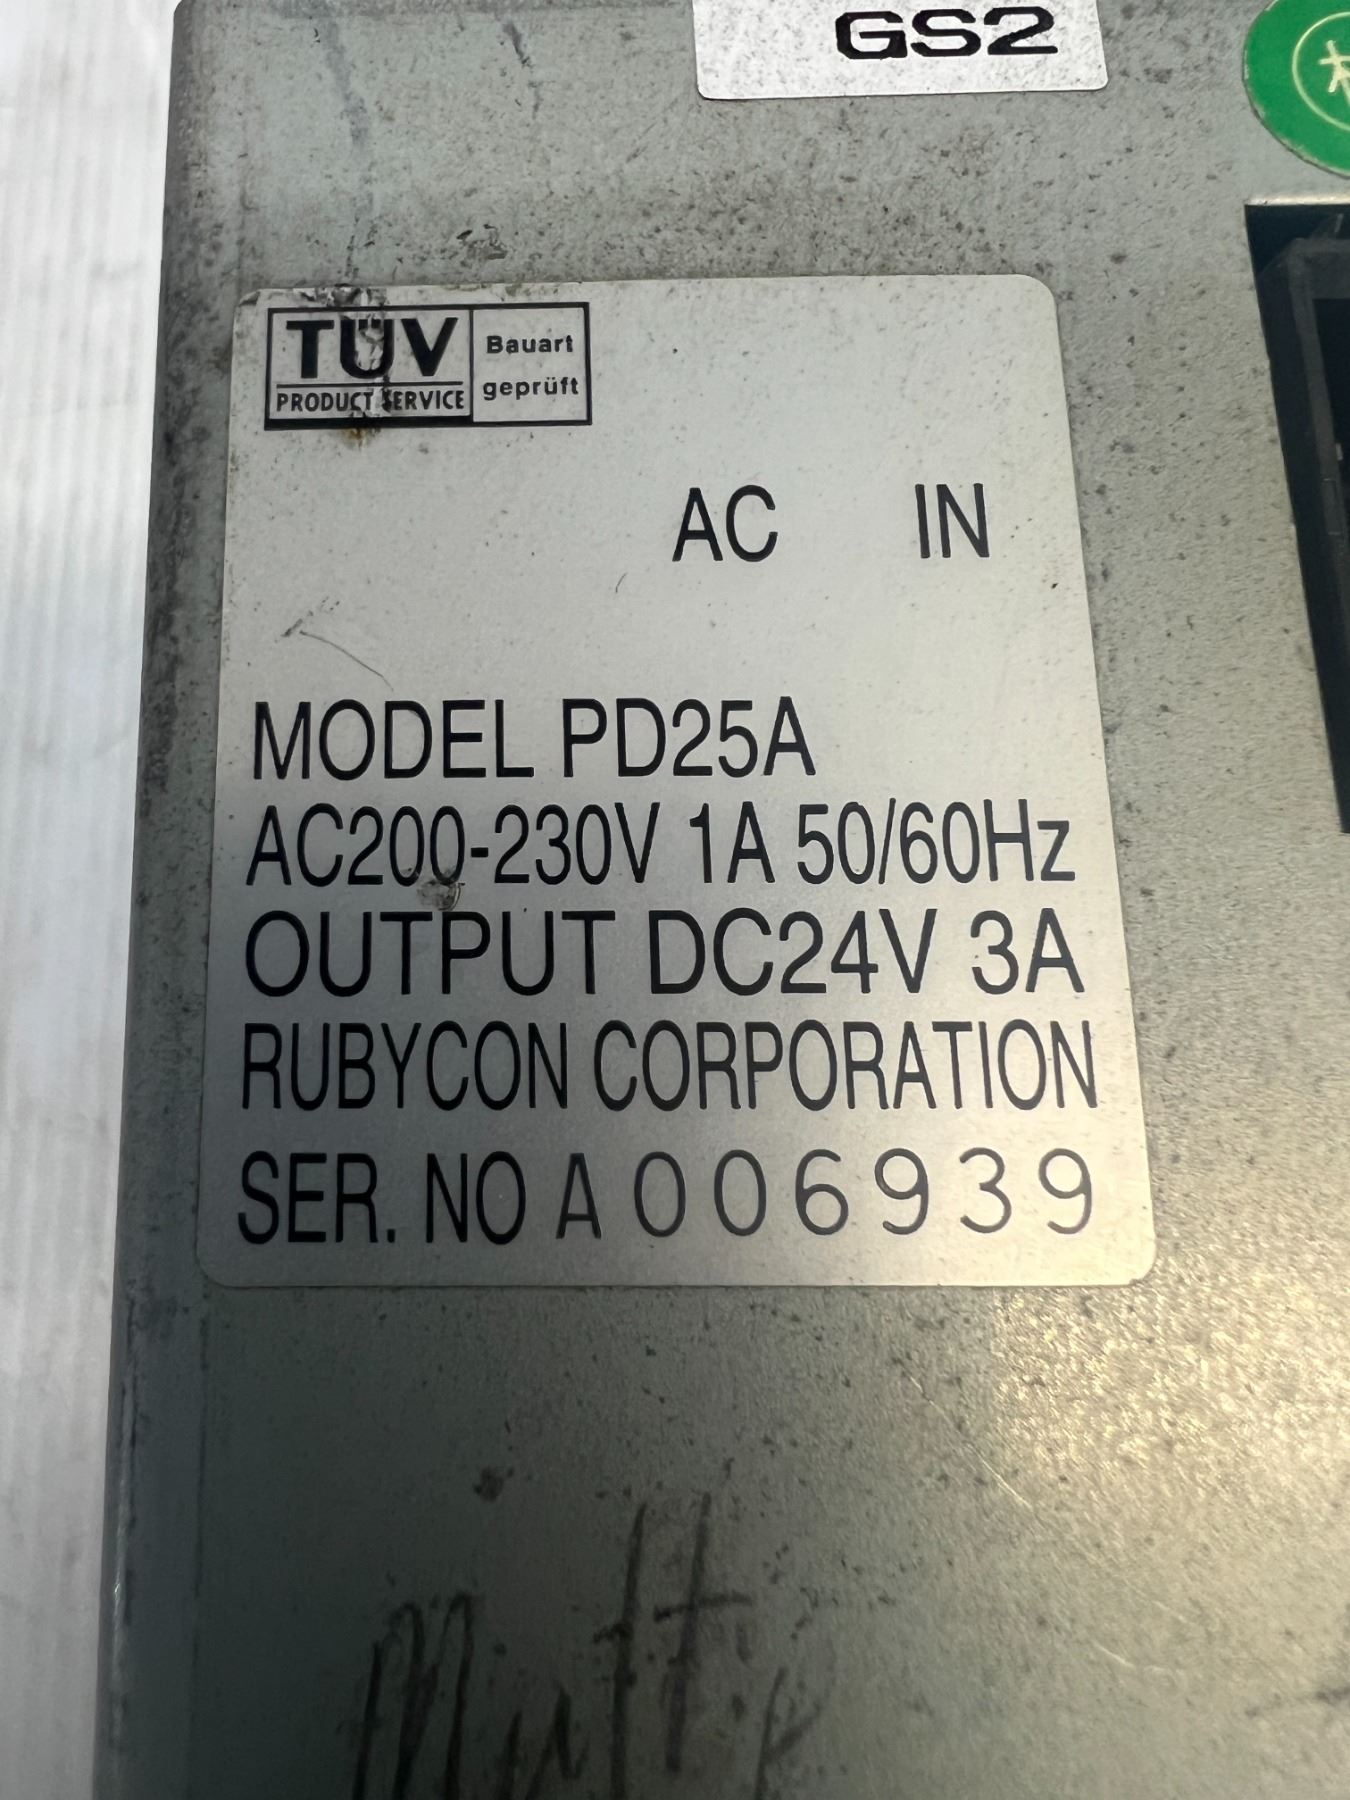 GS2
TÜV
PRODUCT SERVICE
Bauart
geprüft
AC IN
MODEL PD25A
AC200-230V 1A 50/60Hz
OUTPUT DC24V 3A
RUBYCON CORPORATION
SER. NO A006939